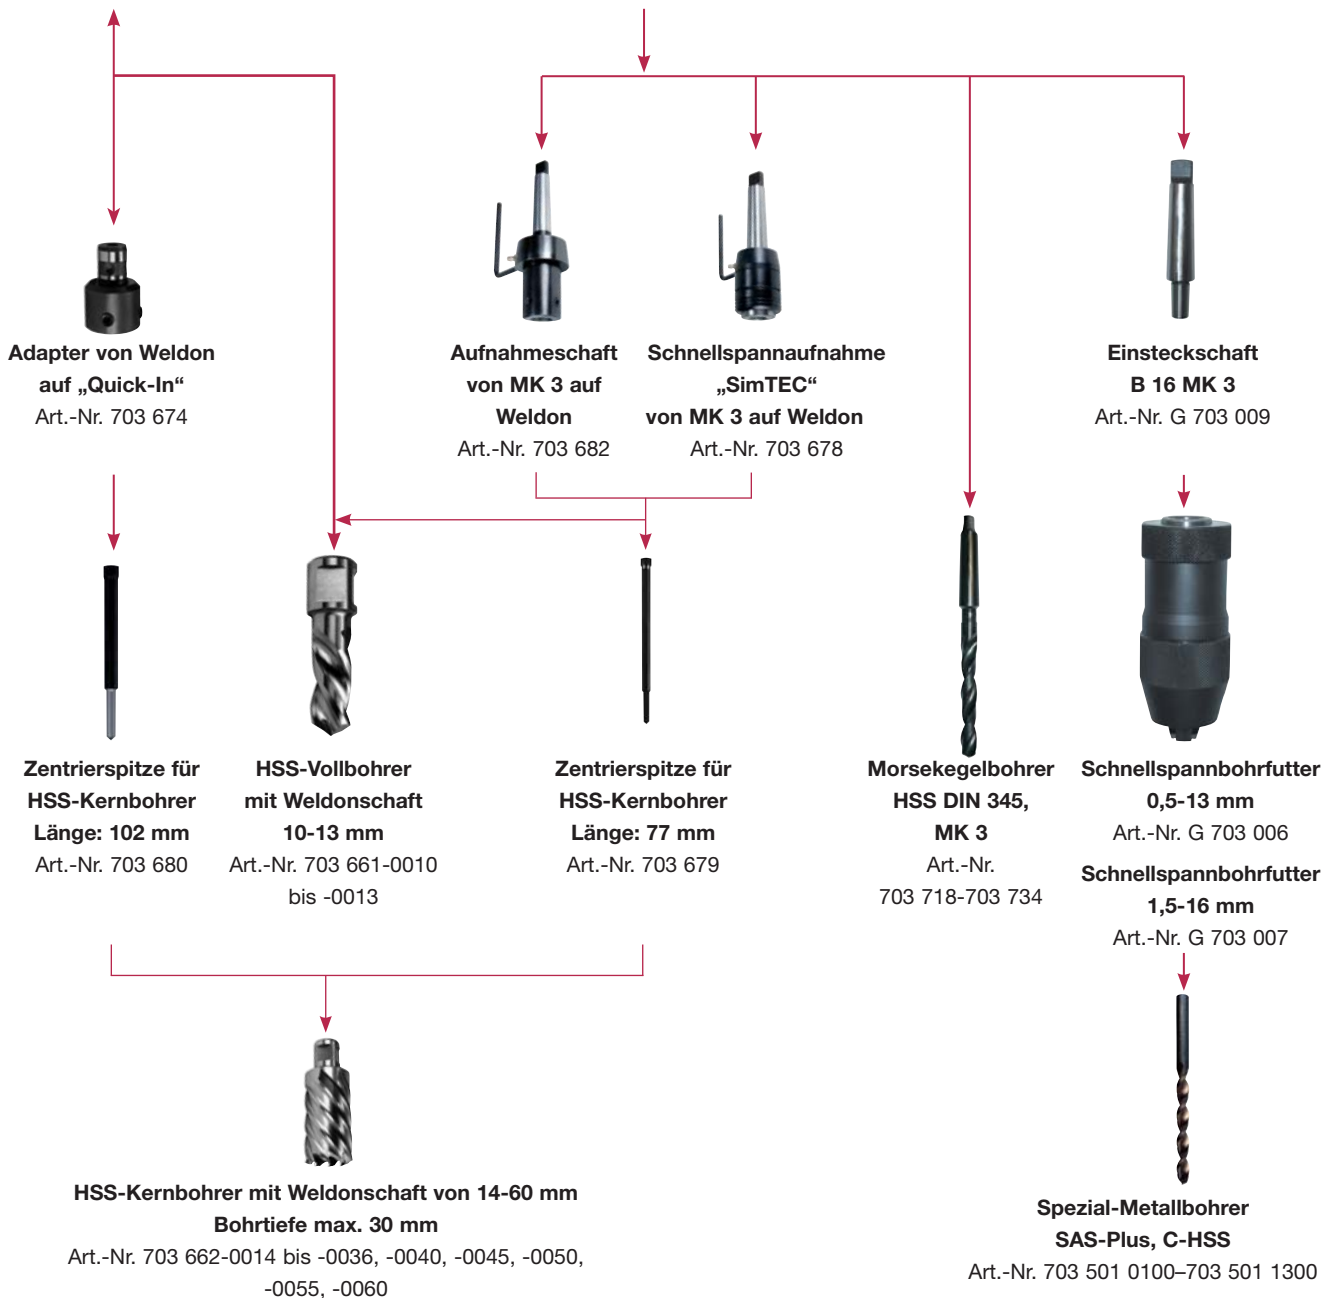 Adapter von Weldon
auf „Quick-In“
Art.-Nr. 703 674
Aufnahmeschaft
von MK 3 auf
Weldon
Art.-Nr. 703 682
Schnellspannaufnahme
„SimTEC“
von MK 3 auf Weldon
Art.-Nr. 703 678
Einsteckschaft
B 16 MK 3
Art.-Nr. G 703 009
Zentrierspitze für
HSS-Kernbohrer
Länge: 102 mm
Art.-Nr. 703 680
HSS-Vollbohrer
mit Weldonschaft
10-13 mm
Art.-Nr. 703 661-0010
bis -0013
Zentrierspitze für
HSS-Kernbohrer
Länge: 77 mm
Art.-Nr. 703 679
Morsekegelbohrer
HSS DIN 345,
MK 3
Art.-Nr.
703 718-703 734
Schnellspannbohrfutter
0,5-13 mm
Art.-Nr. G 703 006
Schnellspannbohrfutter
1,5-16 mm
Art.-Nr. G 703 007
HSS-Kernbohrer mit Weldonschaft von 14-60 mm
Bohrtiefe max. 30 mm
Art.-Nr. 703 662-0014 bis -0036, -0040, -0045, -0050,
-0055, -0060
Spezial-Metallbohrer
SAS-Plus, C-HSS
Art.-Nr. 703 501 0100–703 501 1300